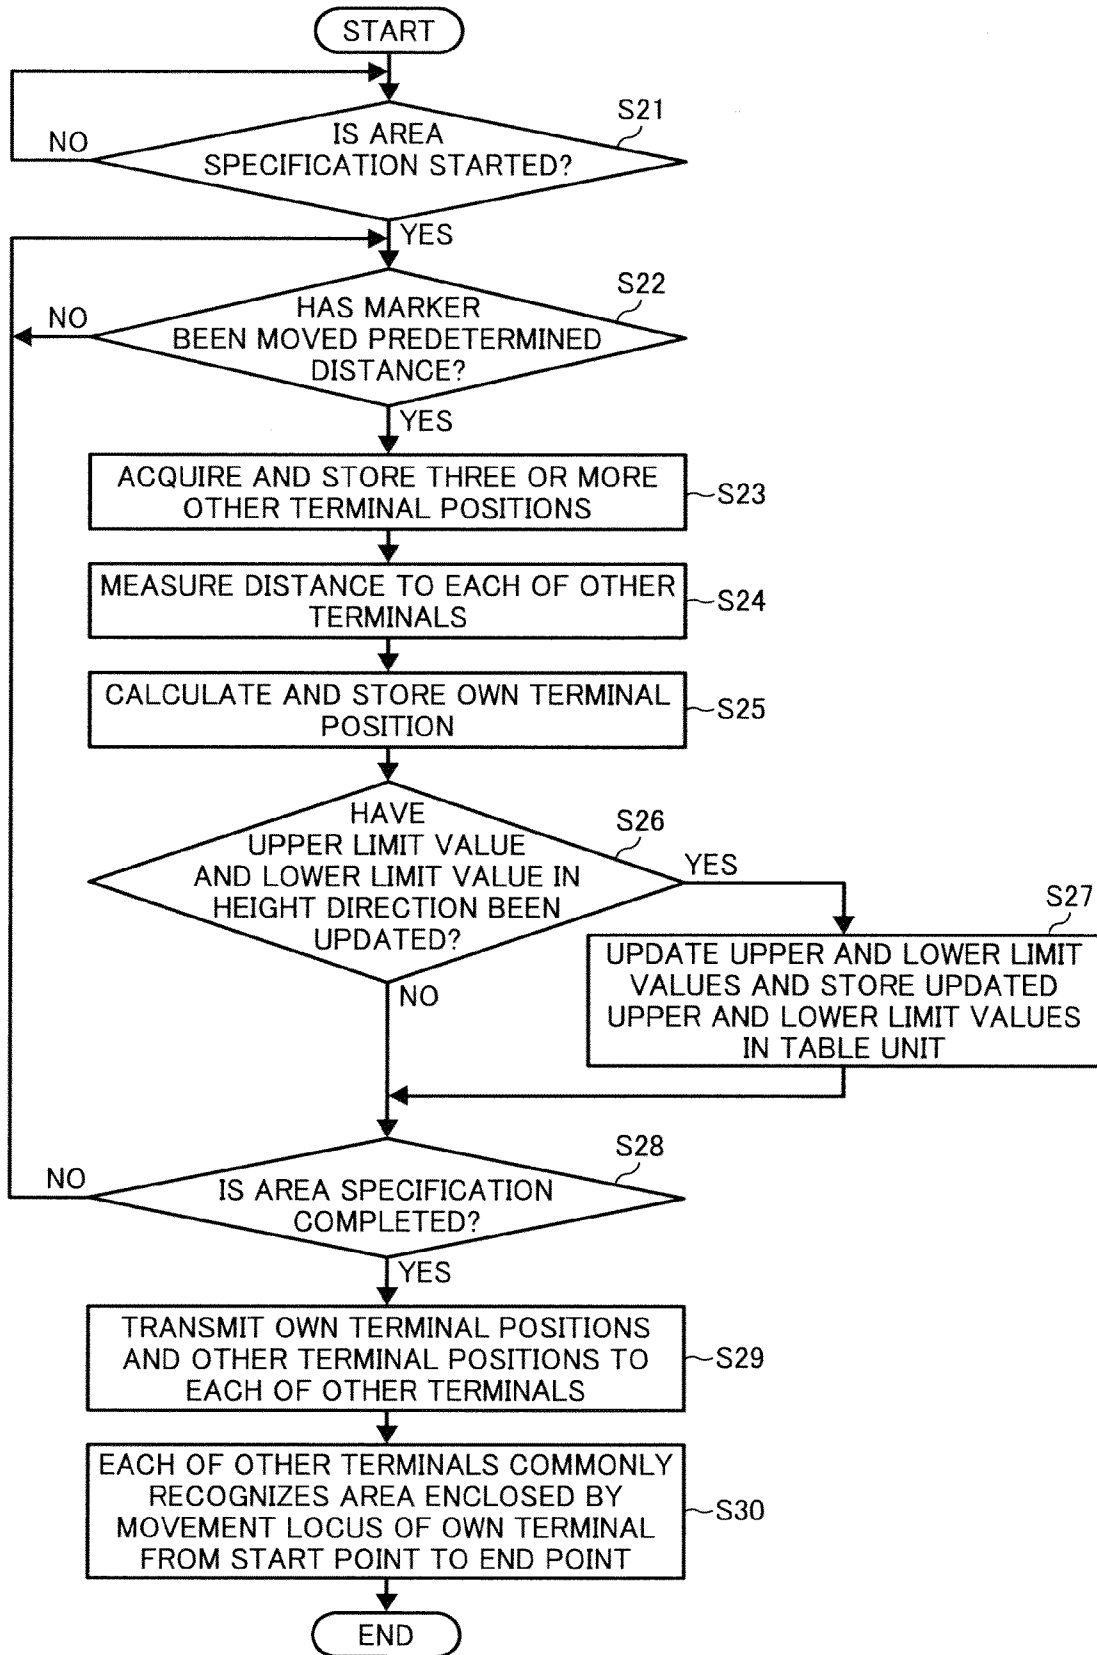 START
S21
IS AREA
SPECIFICATION STARTED?
NO
YES
S22
HAS MARKER
BEEN MOVED PREDETERMINED
DISTANCE?
NO
YES
ACQUIRE AND STORE THREE OR MORE
OTHER TERMINAL POSITIONS
S23
MEASURE DISTANCE TO EACH OF OTHER
TERMINALS
S24
CALCULATE AND STORE OWN TERMINAL
POSITION
S25
HAVE
UPPER LIMIT VALUE
AND LOWER LIMIT VALUE IN
HEIGHT DIRECTION BEEN
UPDATED?
S26
YES
NO
S27
UPDATE UPPER AND LOWER LIMIT
VALUES AND STORE UPDATED
UPPER AND LOWER LIMIT VALUES
IN TABLE UNIT
S28
IS AREA SPECIFICATION
COMPLETED?
NO
YES
TRANSMIT OWN TERMINAL POSITIONS
AND OTHER TERMINAL POSITIONS TO
EACH OF OTHER TERMINALS
S29
EACH OF OTHER TERMINALS COMMONLY
RECOGNIZES AREA ENCLOSED BY
MOVEMENT LOCUS OF OWN TERMINAL
FROM START POINT TO END POINT
S30
END